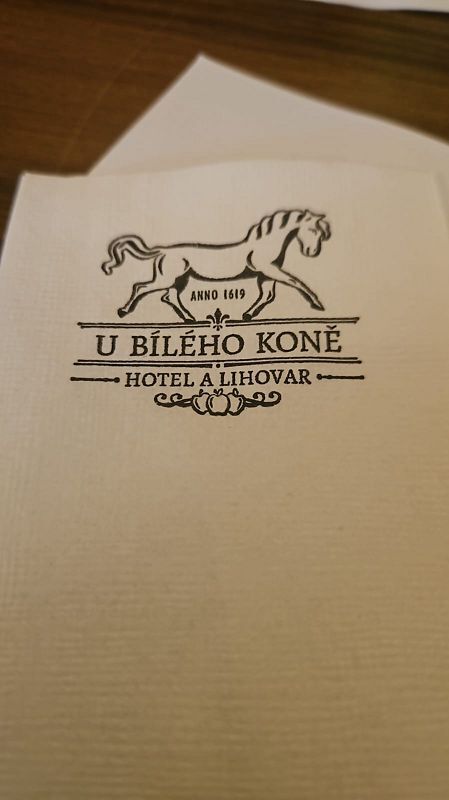 ANNO 1619
U BÍLÉHO KONĚ
HOTEL A LIHOVAR